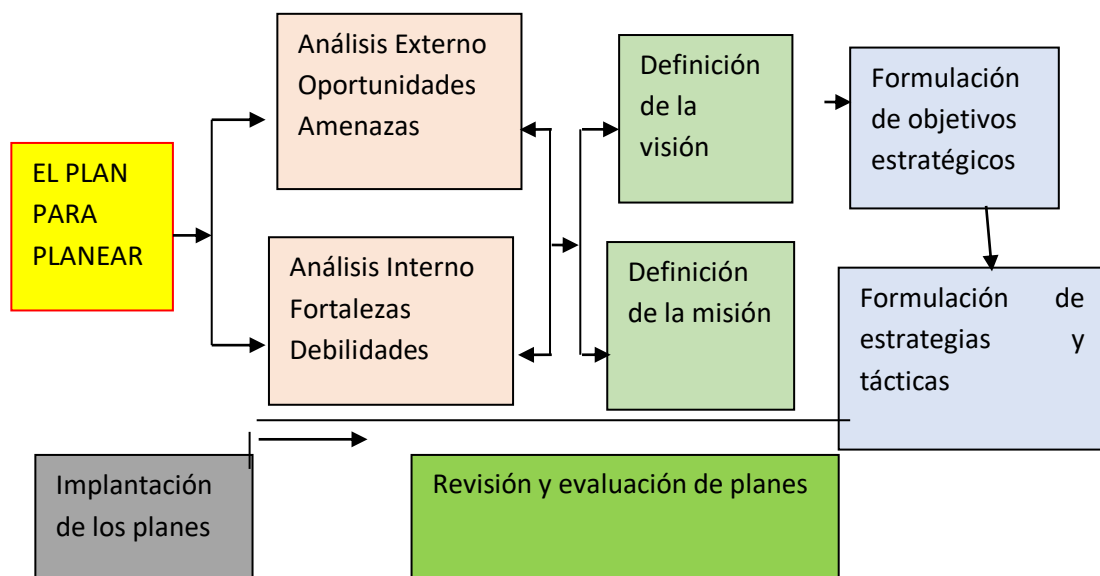 EL PLAN
PARA
PLANEAR
Análisis Externo
Oportunidades
Amenazas
Análisis Interno
Fortalezas
Debilidades
Definición
de la
visión
Definición
de la misión
Formulación
de objetivos
estratégicos
Formulación de
estrategias y
tácticas
Implantación
de los planes
Revisión y evaluación de planes